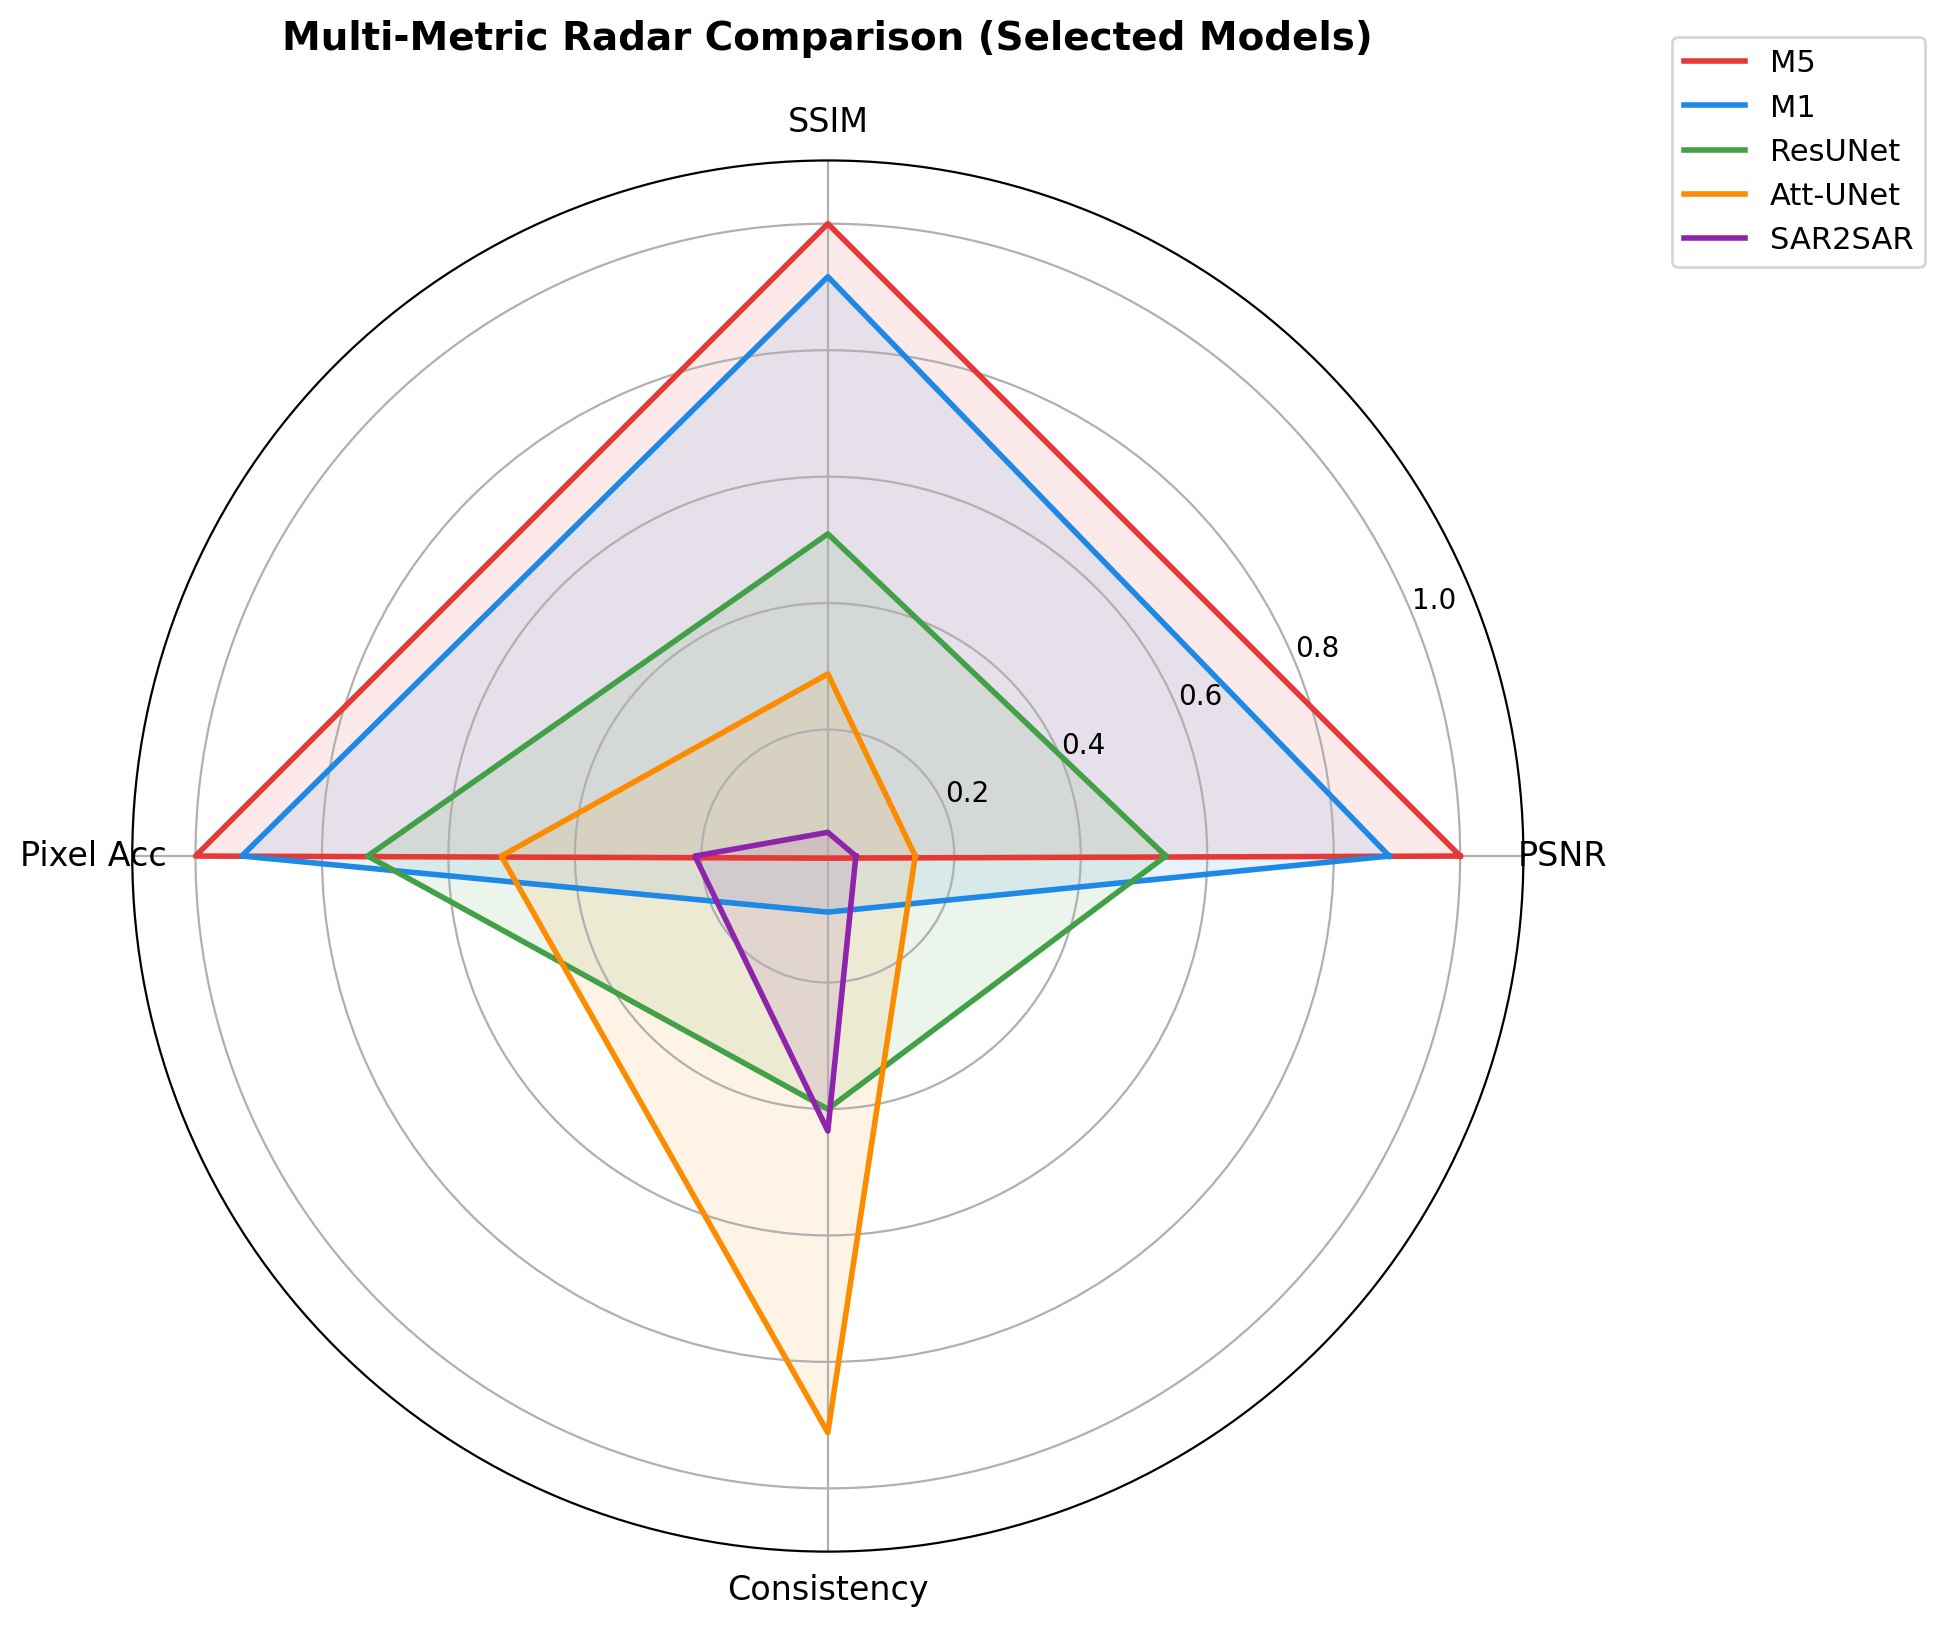 Multi-Metric Radar Comparison (Selected Models)
M5
M1
ResUNet
Att-UNet
SAR2SAR
SSIM
1.0
0.8
0.6
0.4
0.2
Pixel Acc
PSNR
Consistency